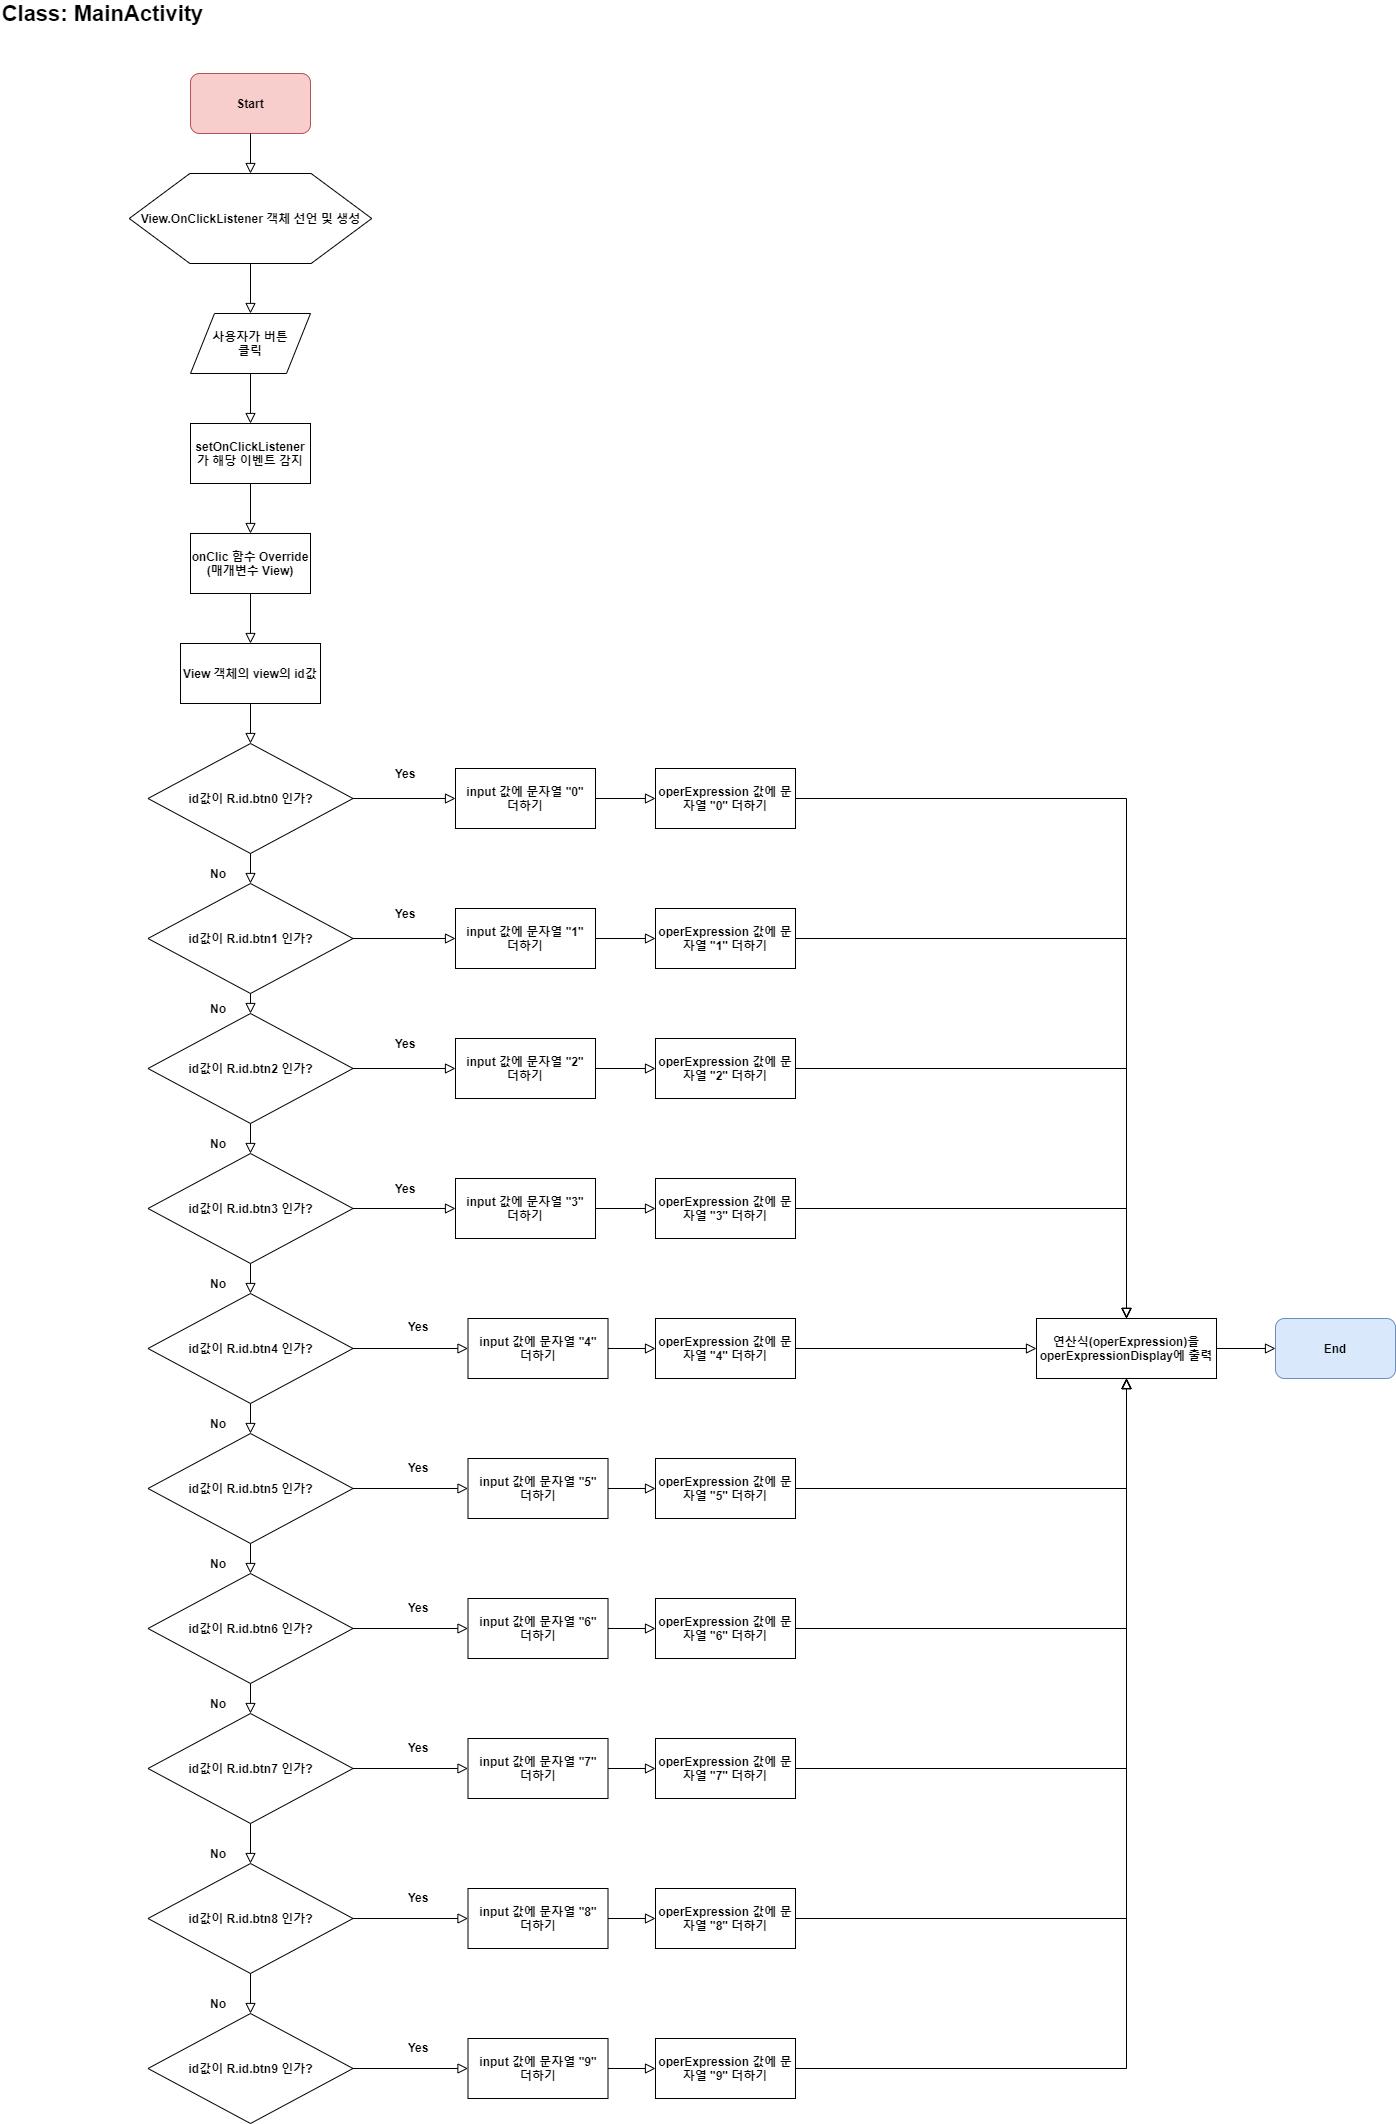 Class: MainActivity
Start
View.OnClickListener 객체 선언 및 생성
사용자가 버튼
클릭
setOnClickListener
가 해당 이벤트 감지
onClic 함수 Override
(매개변수 View)
View 객체의 view의 id값
id값이 R.id.btn0 인가?
Yes
input 값에 문자열 "0"
더하기
operExpression 값에 문
자열 "0" 더하기
No
id값이 R.id.btn1 인가?
Yes
input 값에 문자열 "1"
더하기
operExpression 값에 문
자열 "1" 더하기
No
id값이 R.id.btn2 인가?
Yes
input 값에 문자열 "2"
더하기
operExpression 값에 문
자열 "2" 더하기
No
id값이 R.id.btn3 인가?
Yes
input 값에 문자열 "3"
더하기
operExpression 값에 문
자열 "3" 더하기
No
id값이 R.id.btn4 인가?
Yes
input 값에 문자열 "4"
더하기
operExpression 값에 문
자열 "4" 더하기
연산식(operExpression)을
operExpressionDisplay에 출력
End
No
id값이 R.id.btn5 인가?
Yes
input 값에 문자열 "5"
더하기
operExpression 값에 문
자열 "5" 더하기
No
id값이 R.id.btn6 인가?
Yes
input 값에 문자열 "6"
더하기
operExpression 값에 문
자열 "6" 더하기
No
id값이 R.id.btn7 인가?
Yes
input 값에 문자열 "7"
더하기
operExpression 값에 문
자열 "7" 더하기
No
id값이 R.id.btn8 인가?
Yes
input 값에 문자열 "8"
더하기
operExpression 값에 문
자열 "8" 더하기
No
id값이 R.id.btn9 인가?
Yes
input 값에 문자열 "9"
더하기
operExpression 값에 문
자열 "9" 더하기